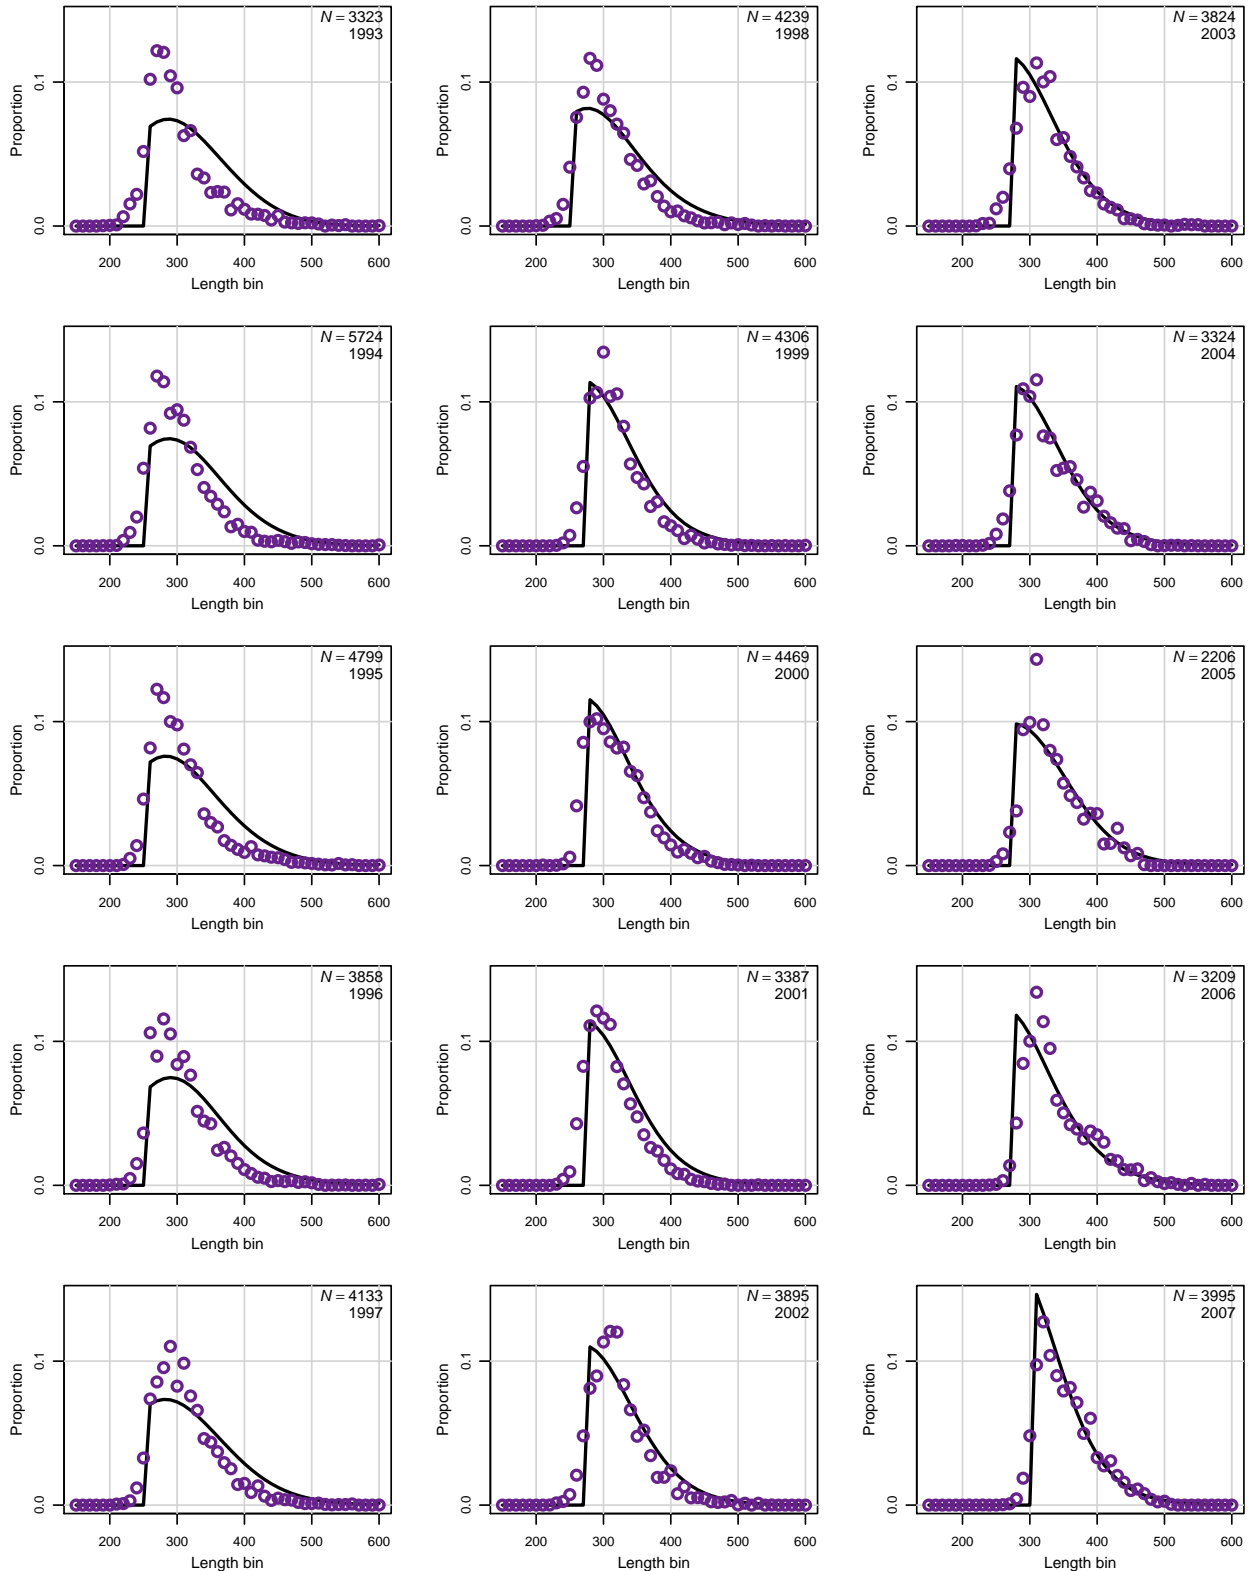 N = 3323
1993
Proportion
0.0
0.1
200
300
400
500
600
Length bin
N = 4239
1998
Proportion
0.0
0.1
200
300
400
500
600
Length bin
N = 3824
2003
Proportion
0.0
0.1
200
300
400
500
600
Length bin
N = 5724
1994
Proportion
0.0
0.1
200
300
400
500
600
Length bin
N = 4306
1999
Proportion
0.0
0.1
200
300
400
500
600
Length bin
N = 3324
2004
Proportion
0.0
0.1
200
300
400
500
600
Length bin
N = 4799
1995
Proportion
0.0
0.1
200
300
400
500
600
Length bin
N = 4469
2000
Proportion
0.0
0.1
200
300
400
500
600
Length bin
N = 2206
2005
Proportion
0.0
0.1
200
300
400
500
600
Length bin
N = 3858
1996
Proportion
0.0
0.1
200
300
400
500
600
Length bin
N = 3387
2001
Proportion
0.0
0.1
200
300
400
500
600
Length bin
N = 3209
2006
Proportion
0.0
0.1
200
300
400
500
600
Length bin
N = 4133
1997
Proportion
0.0
0.1
200
300
400
500
600
Length bin
N = 3895
2002
Proportion
0.0
0.1
200
300
400
500
600
Length bin
N = 3995
2007
Proportion
0.0
0.1
200
300
400
500
600
Length bin